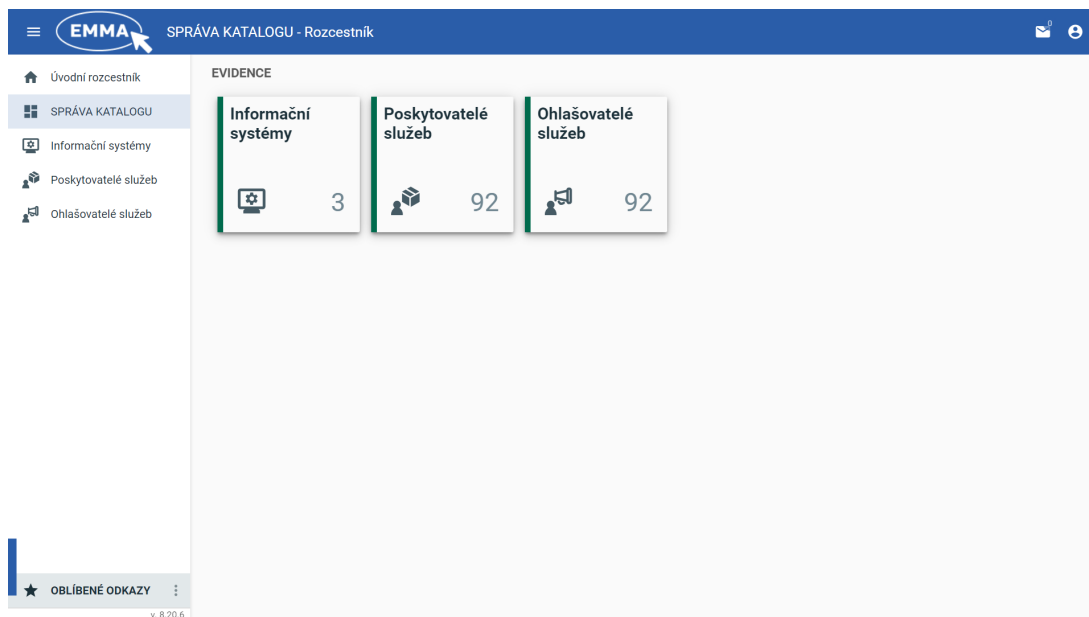 EMMA
SPRÁVA KATALOGU - Rozcestník
0
Úvodní rozcestník
SPRÁVA KATALOGU
Informační systémy
Poskytovatelé služeb
Ohlašovatelé služeb
EVIDENCE
Informační
systémy
3
Poskytovatelé
služeb
92
Ohlašovatelé
služeb
92
OBLÍBENÉ ODKAZY
v. 8.20.6